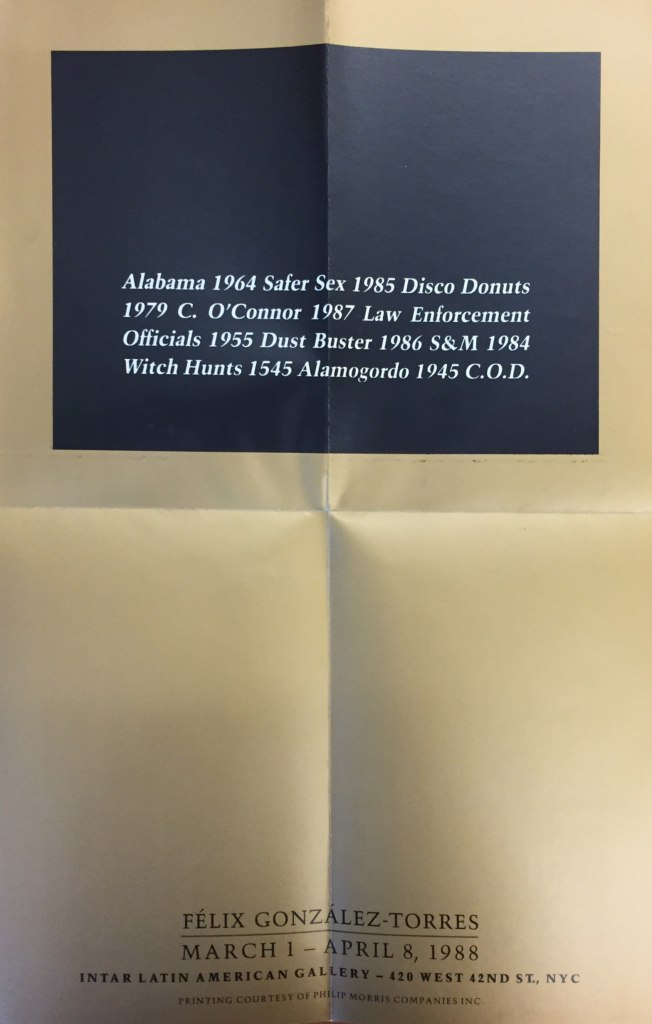 Alabama 1964 Safer Sex 1985 Disco Donuts
1979 C. O'Connor 1987 Law Enforcement
Officials 1955 Dust Buster 1986 S&M 1984
Witch Hunts 1545 Alamogordo 1945 C.O.D.
FÉLIX GONZÁLEZ-TORRES
MARCH 1 – APRIL 8, 1988
INTAR LATIN AMERICAN GALLERY – 420 WEST 42ND ST., NYC
PRINTING COURTESY OF PHILIP MORRIS COMPANIES INC.